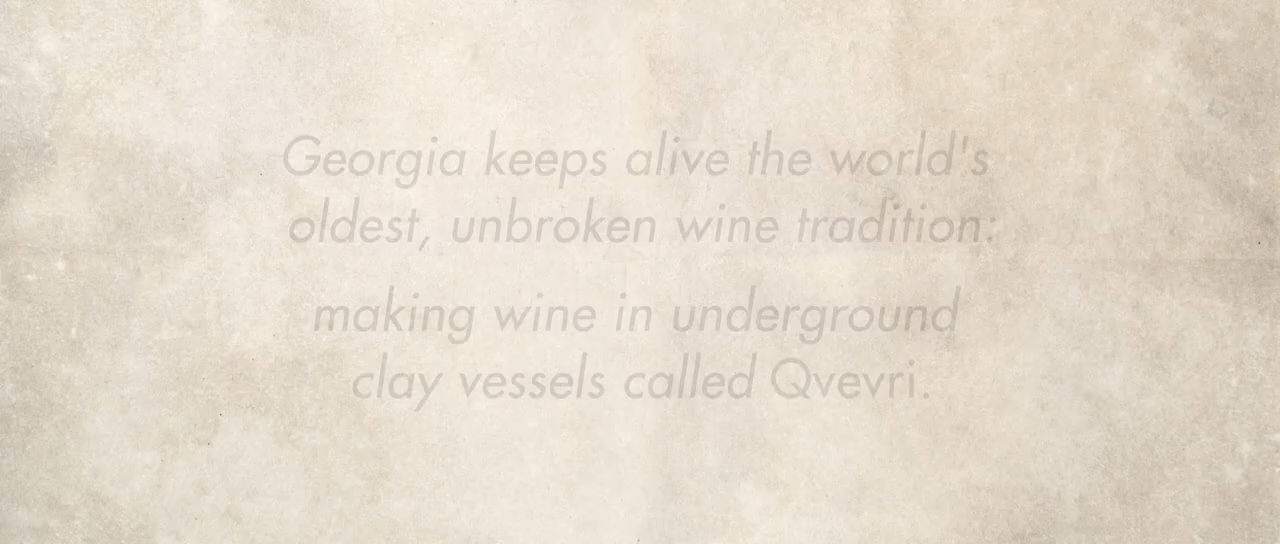 Georgia keeps alive the world's
oldest, unbroken wine tradition:
making wine in underground
clay vessels called Qvevri.